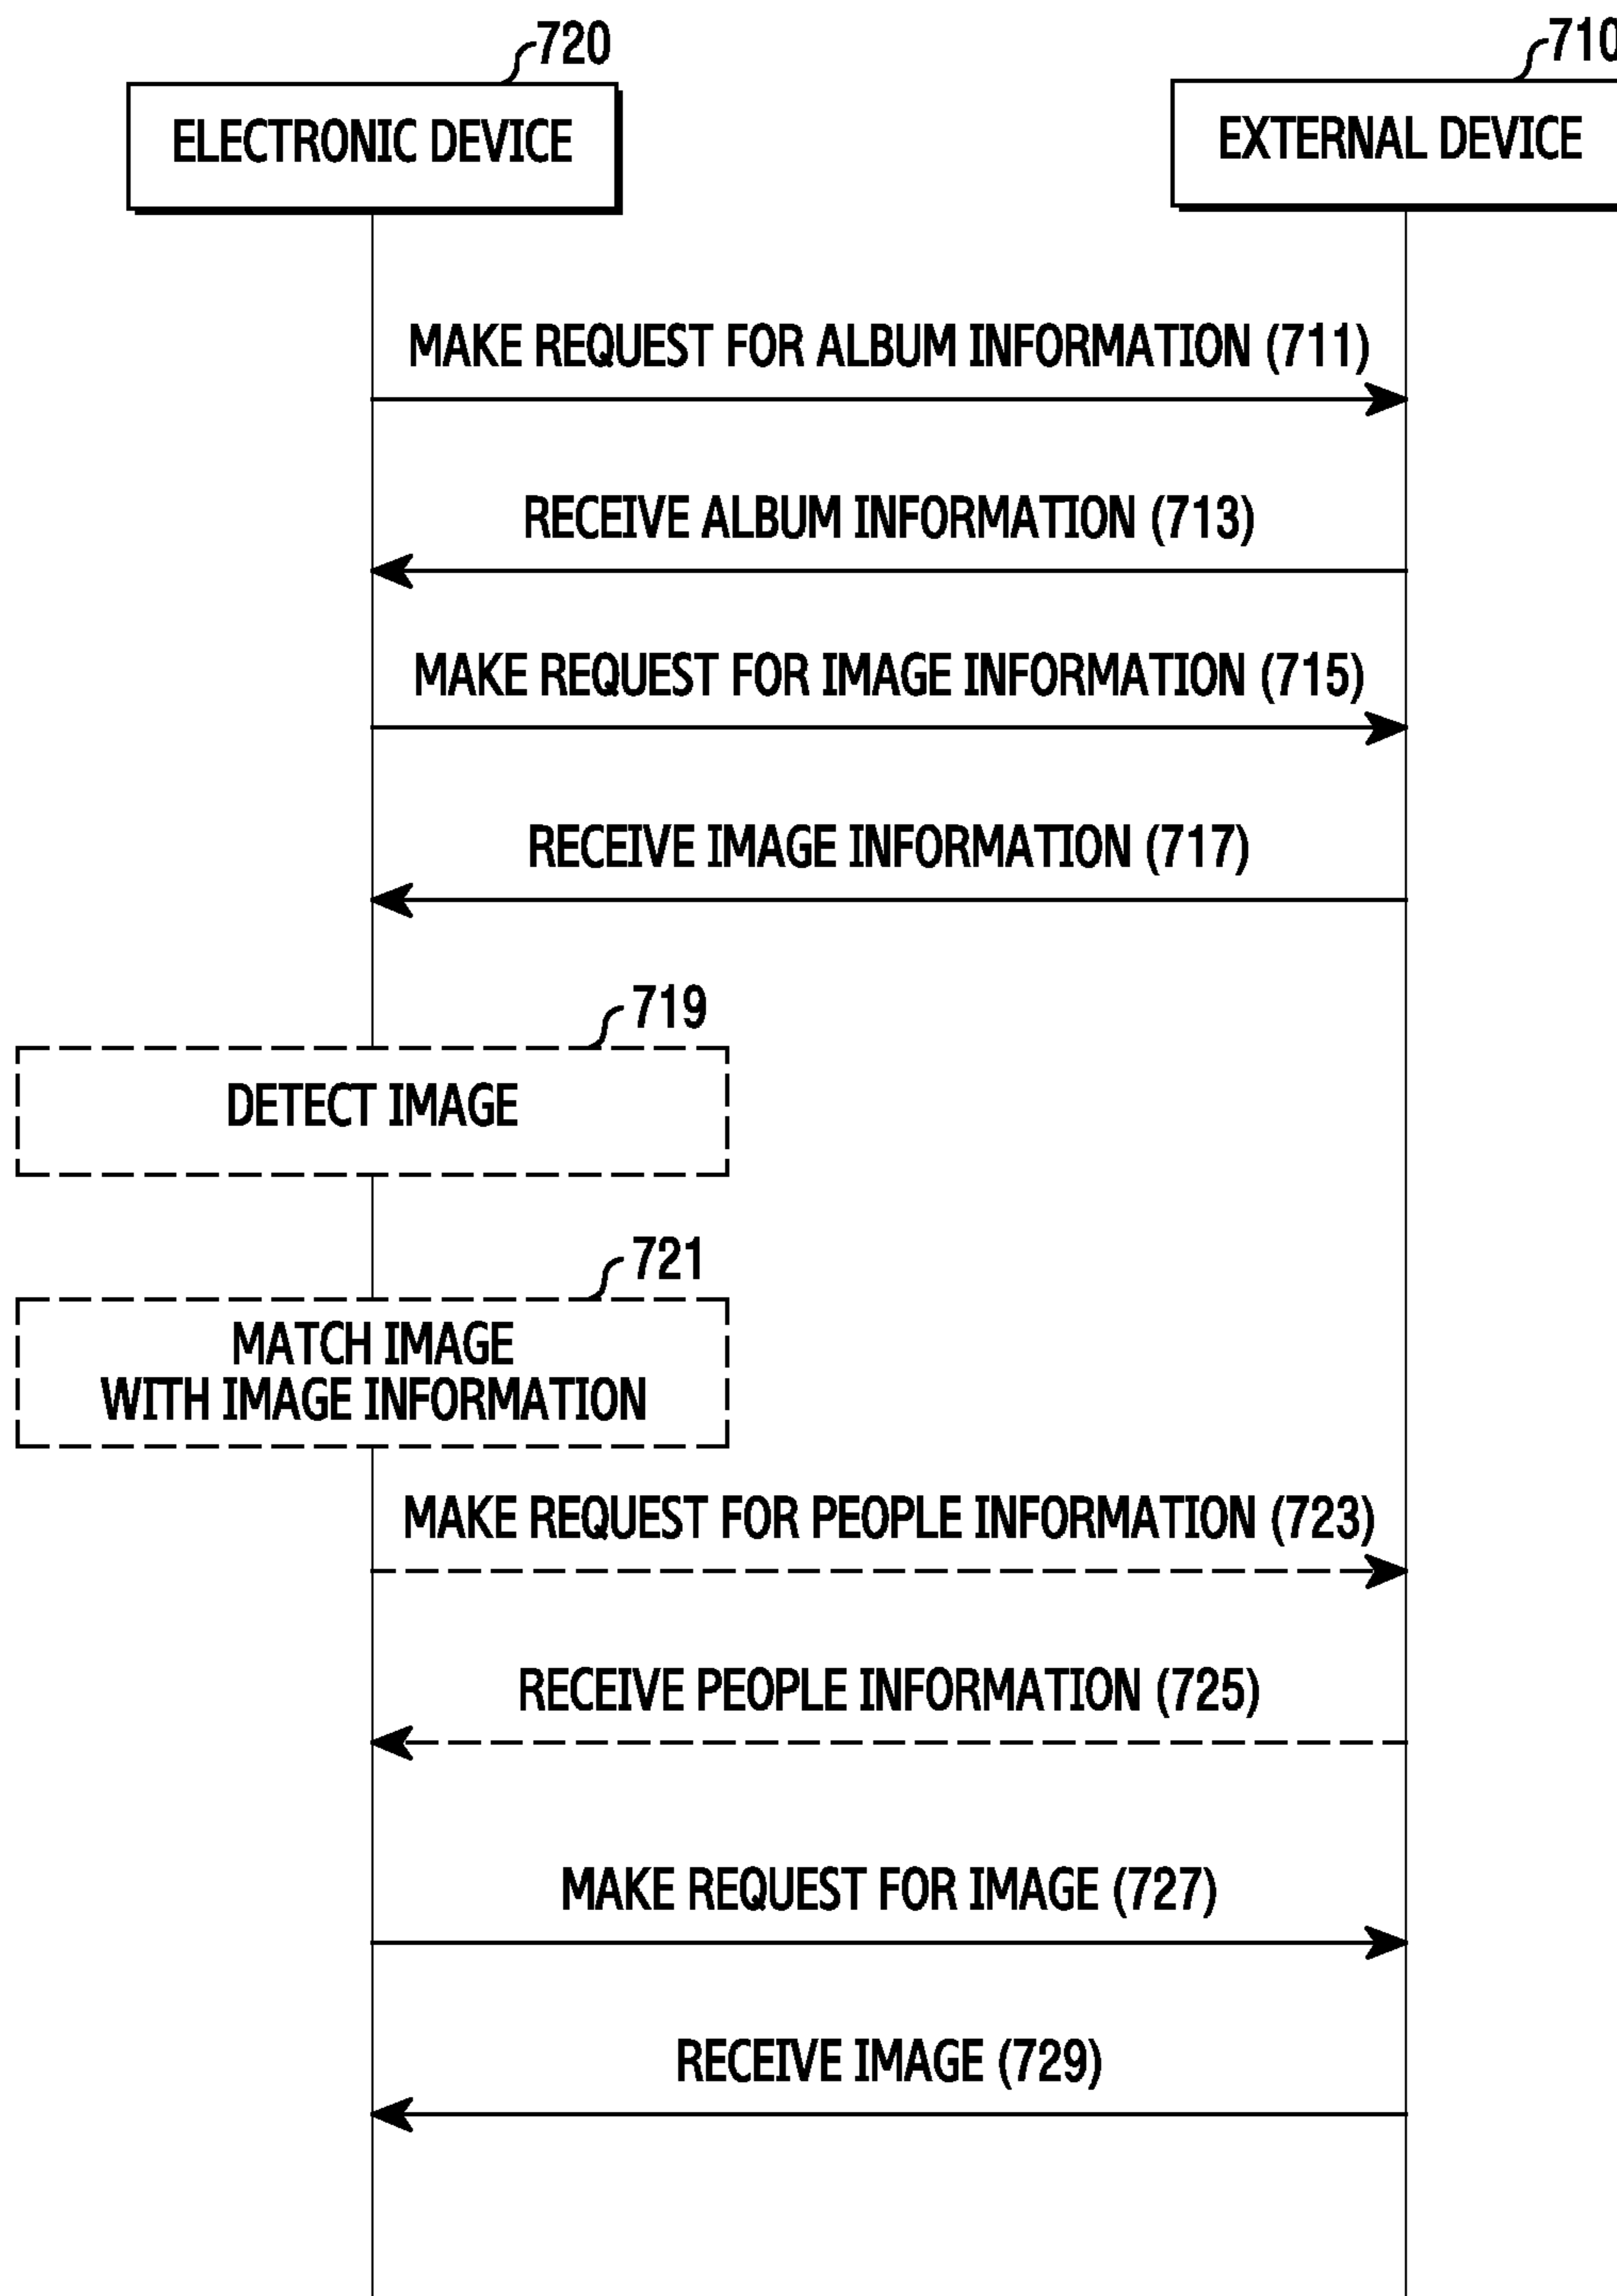 720
710
ELECTRONIC DEVICE
EXTERNAL DEVICE
MAKE REQUEST FOR ALBUM INFORMATION (711)
RECEIVE ALBUM INFORMATION (713)
MAKE REQUEST FOR IMAGE INFORMATION (715)
RECEIVE IMAGE INFORMATION (717)
719
DETECT IMAGE
721
MATCH IMAGE
WITH IMAGE INFORMATION
MAKE REQUEST FOR PEOPLE INFORMATION (723)
RECEIVE PEOPLE INFORMATION (725)
MAKE REQUEST FOR IMAGE (727)
RECEIVE IMAGE (729)